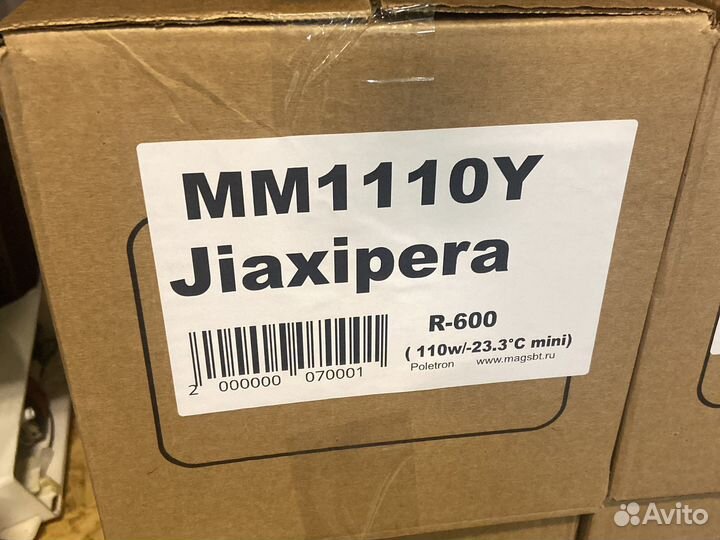 MM1110Y
Jiaxipera
R-600
( 110w/-23.3°C mini)
Poletron www.magsbt.ru
2 000000 070001
Avito